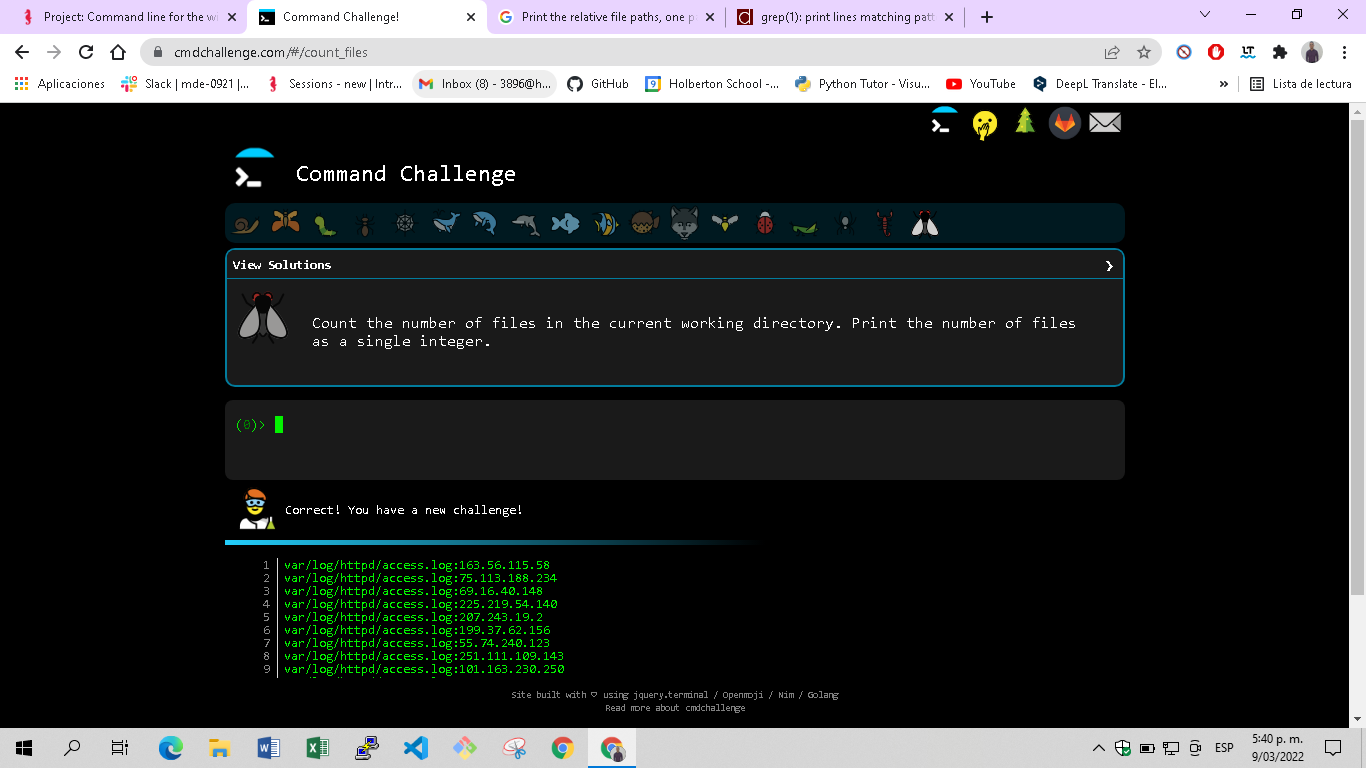 Project: Command line for the w
Command Challenge!
Print the relative file paths, one p
grep(1): print lines matching patt
cmdchallenge.com/#/count_files
Aplicaciones
Slack | mde-0921 |...
Sessions - new | Intr...
Inbox (8) - 3896@h...
GitHub
Holberton School -...
Python Tutor - Visu...
YouTube
DeepL Translate - El...
»
Lista de lectura
Command Challenge
View Solutions
Count the number of files in the current working directory. Print the number of files
as a single integer.
(0)>
Correct! You have a new challenge!
1 var/log/httpd/access.log:163.56.115.58
2 var/log/httpd/access.log:75.113.188.234
3 var/log/httpd/access.log:69.16.40.148
4 var/log/httpd/access.log:225.219.54.140
5 var/log/httpd/access.log:207.243.19.2
6 var/log/httpd/access.log:199.37.62.156
7 var/log/httpd/access.log:55.74.240.123
8 var/log/httpd/access.log:251.111.109.143
9 var/log/httpd/access.log:101.163.230.250
Site built with ♡ using jquery.terminal / Openmoji / Nim / Golang
Read more about cmdchallenge
ESP
5:40 p. m.
9/03/2022